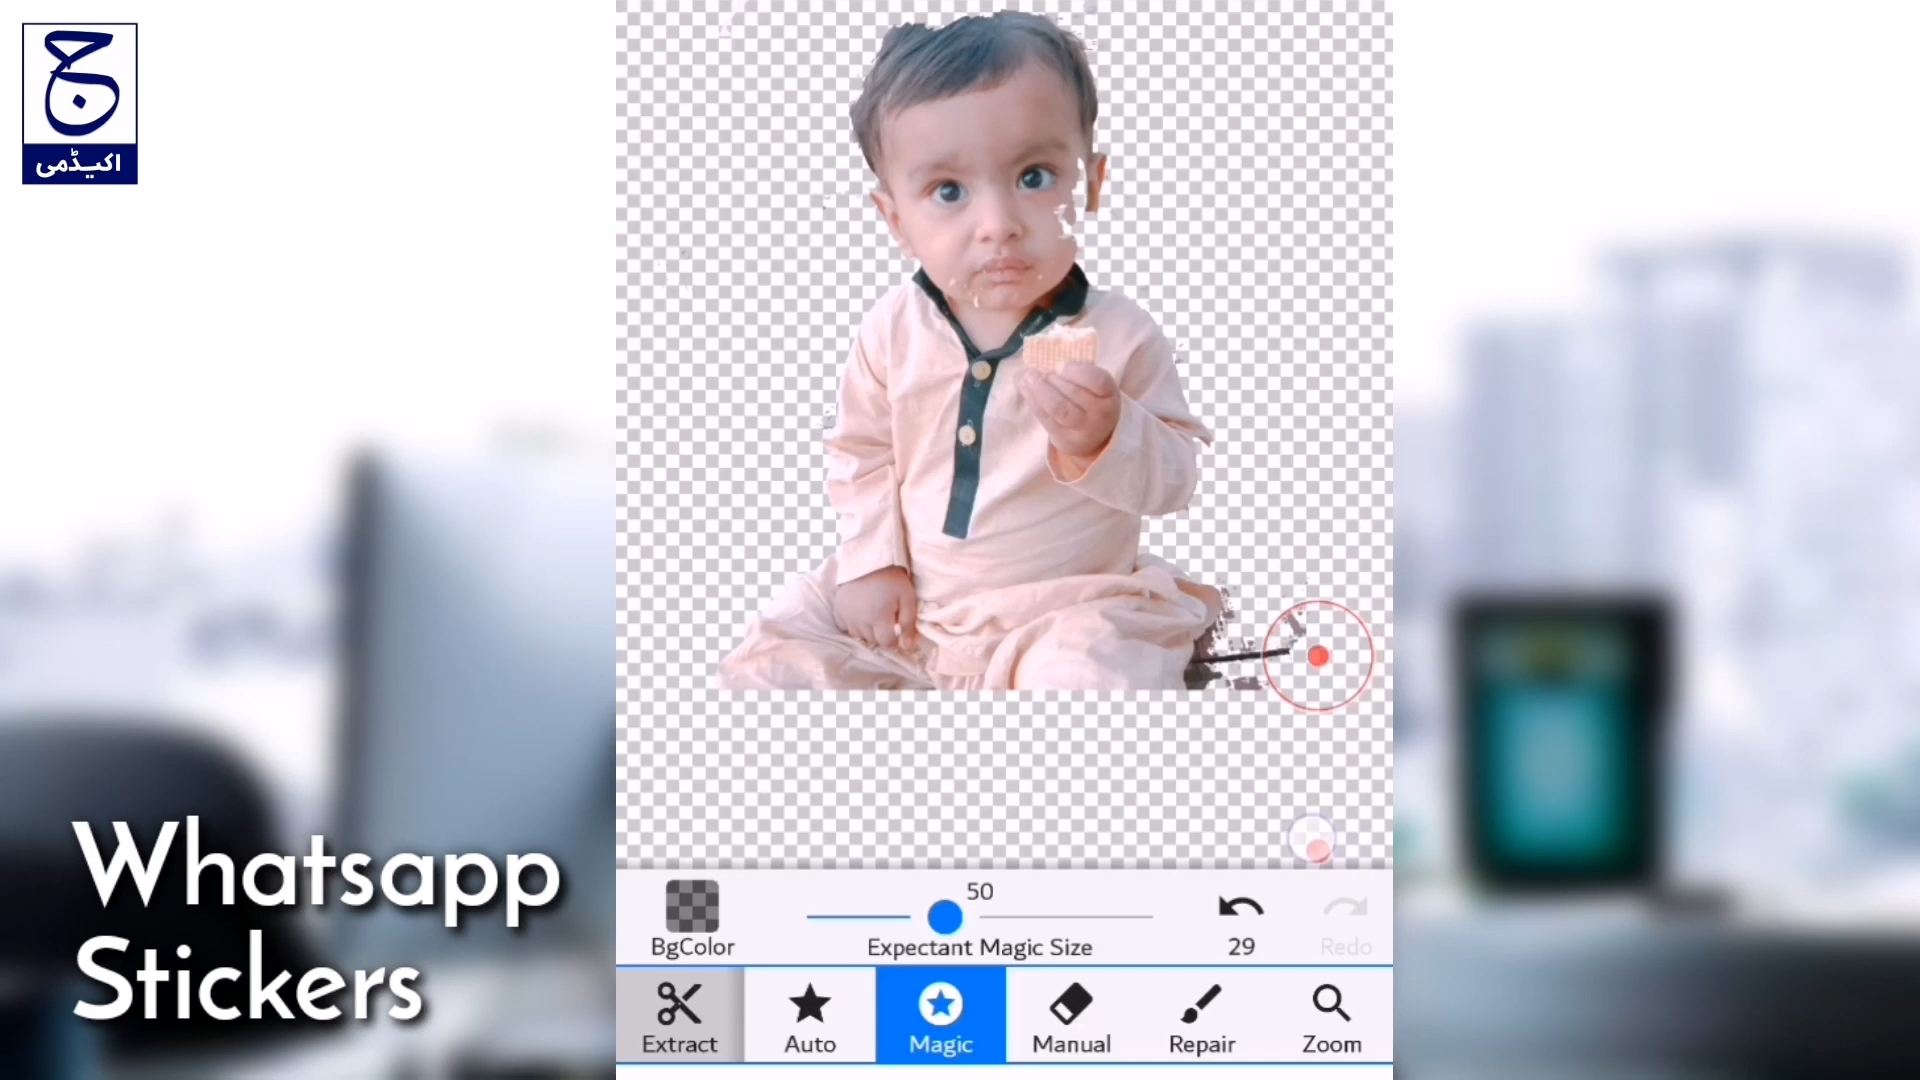 ج
اکیڈمی
Whatsapp
Stickers
50
BgColor
Expectant Magic Size
29
Redo
Extract
Auto
Magic
Manual
Repair
Zoom